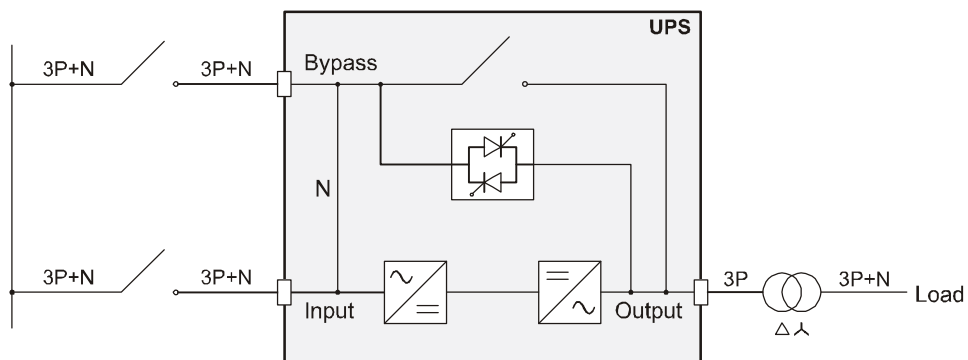 UPS
3P+N
3P+N
Bypass
N
3P+N
3P+N
Input
Output
3P
3P+N
Load